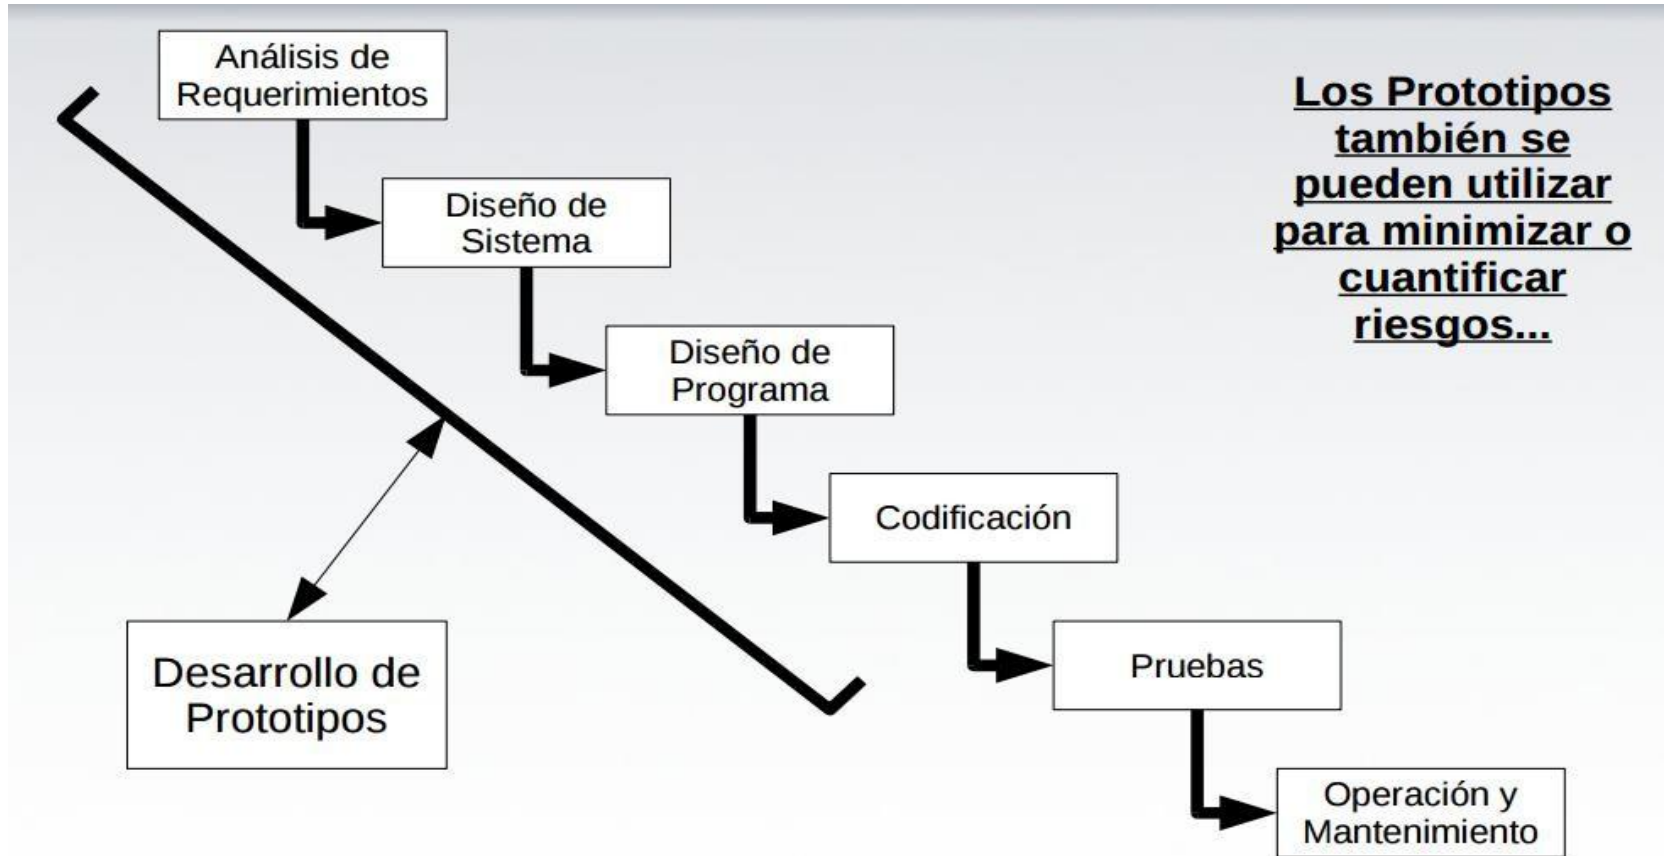 Análisis de
Requerimientos
Los Prototipos
también se
pueden utilizar
para minimizar o
cuantificar
riesgos...
Diseño de
Sistema
Diseño de
Programa
Codificación
Desarrollo de
Prototipos
Pruebas
Operación y
Mantenimiento